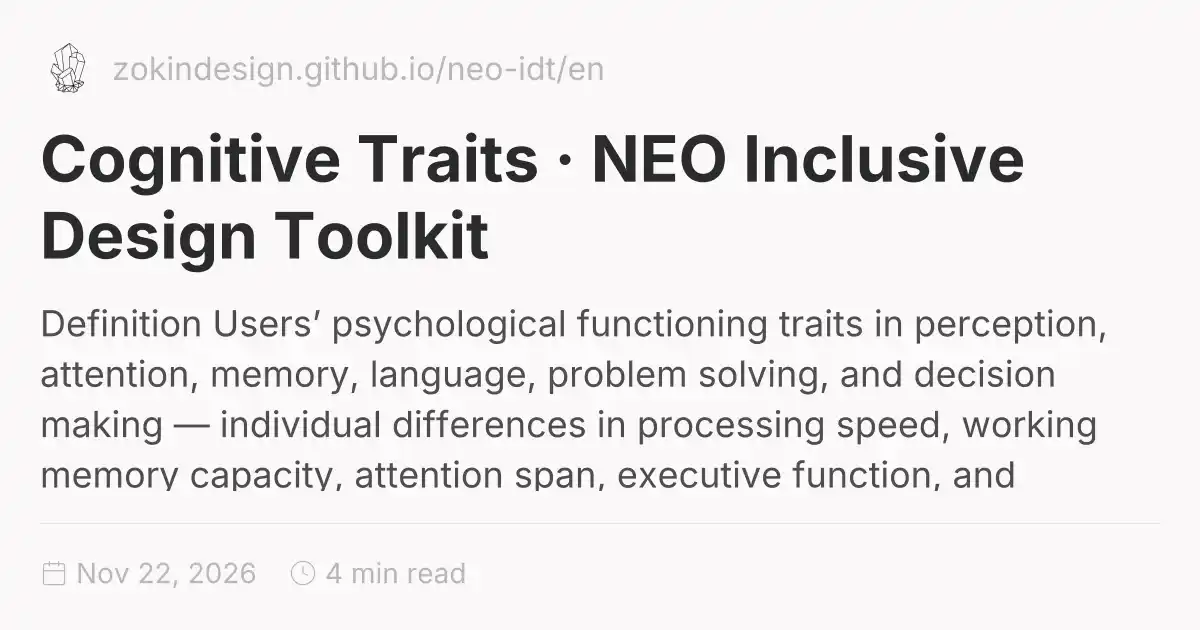 zokindesign.github.io/neo-idt/en
Cognitive Traits · NEO Inclusive
Design Toolkit
Definition Users’ psychological functioning traits in perception,
attention, memory, language, problem solving, and decision
making — individual differences in processing speed, working
memory capacity, attention span, executive function, and
Nov 22, 2026 4 min read